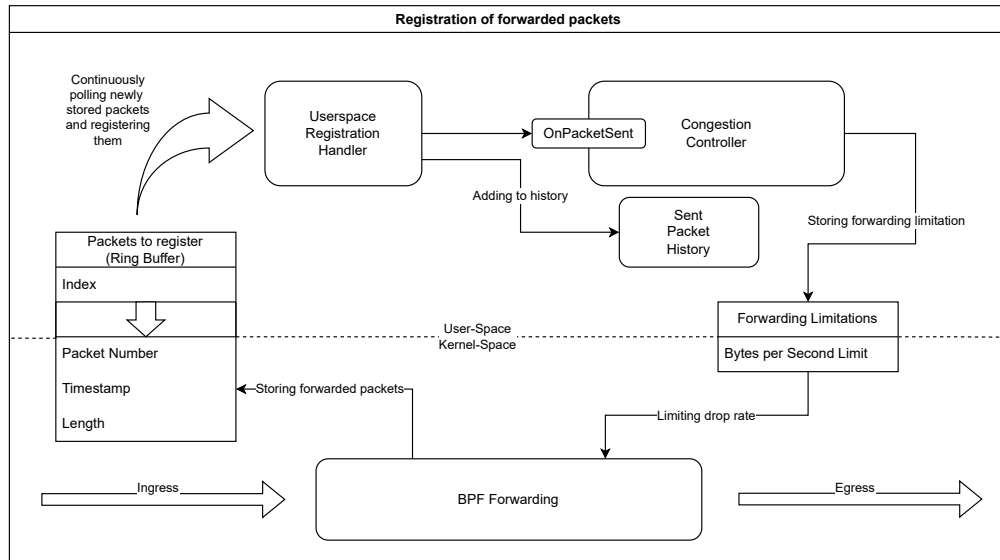 Registration of forwarded packets
Continuously
polling newly
stored packets
and registering
them
Userspace
Registration
Handler
OnPacketSent
Congestion
Controller
Adding to history
Sent
Packet
History
Storing forwarding limitation
Packets to register
(Ring Buffer)
Index
Forwarding Limitations
User-Space
Kernel-Space
Packet Number
Timestamp
Length
Bytes per Second Limit
Storing forwarded packets
Limiting drop rate
Ingress
BPF Forwarding
Egress